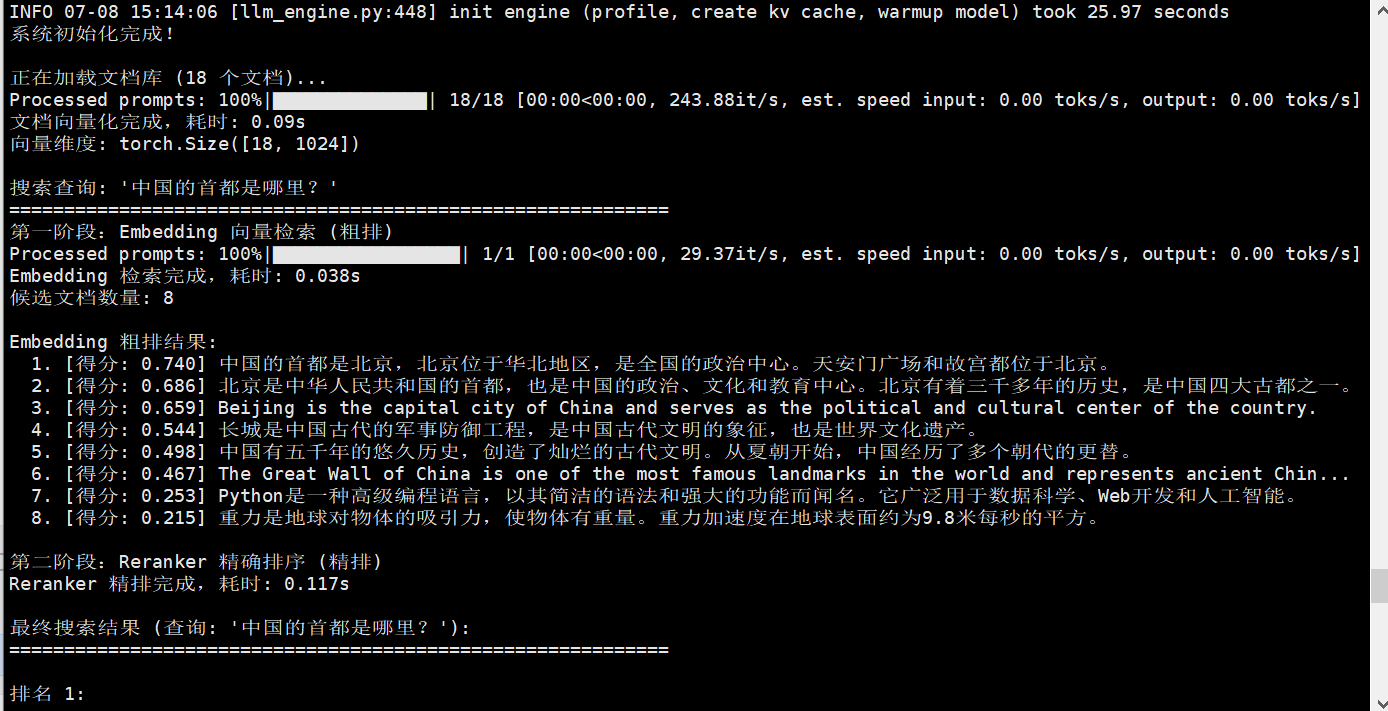 INFO 07-08 15:14:06 [llm_engine.py:448] init engine (profile, create kv cache, warmup model) took 25.97 seconds
系统初始化完成!
正在加载文档库 (18 个文档)...
Processed prompts: 100%|██████████████| 18/18 [00:00<00:00, 243.88it/s, est. speed input: 0.00 toks/s, output: 0.00 toks/s]
文档向量化完成，耗时: 0.09s
向量维度: torch.Size([18, 1024])
搜索查询: '中国的首都是哪里？'
============================================================
第一阶段：Embedding 向量检索 (粗排)
Processed prompts: 100%|█████████████████| 1/1 [00:00<00:00, 29.37it/s, est. speed input: 0.00 toks/s, output: 0.00 toks/s]
Embedding 检索完成，耗时: 0.038s
候选文档数量: 8
Embedding 粗排结果:
1. [得分: 0.740] 中国的首都是北京，北京位于华北地区，是全国的政治中心。天安门广场和故宫都位于北京。
2. [得分: 0.686] 北京是中华人民共和国的首都，也是中国的政治、文化和教育中心。北京有着三千多年的历史，是中国四大古都之一。
3. [得分: 0.659] Beijing is the capital city of China and serves as the political and cultural center of the country.
4. [得分: 0.544] 长城是中国古代的军事防御工程，是中国古代文明的象征，也是世界文化遗产。
5. [得分: 0.498] 中国有五千年的悠久历史，创造了灿烂的古代文明。从夏朝开始，中国经历了多个朝代的更替。
6. [得分: 0.467] The Great Wall of China is one of the most famous landmarks in the world and represents ancient Chin...
7. [得分: 0.253] Python是一种高级编程语言，以其简洁的语法和强大的功能而闻名。它广泛用于数据科学、Web开发和人工智能。
8. [得分: 0.215] 重力是地球对物体的吸引力，使物体有重量。重力加速度在地球表面约为9.8米每秒的平方。
第二阶段：Reranker 精确排序 (精排)
Reranker 精排完成，耗时: 0.117s
最终搜索结果 (查询: '中国的首都是哪里？'):
============================================================
排名 1: